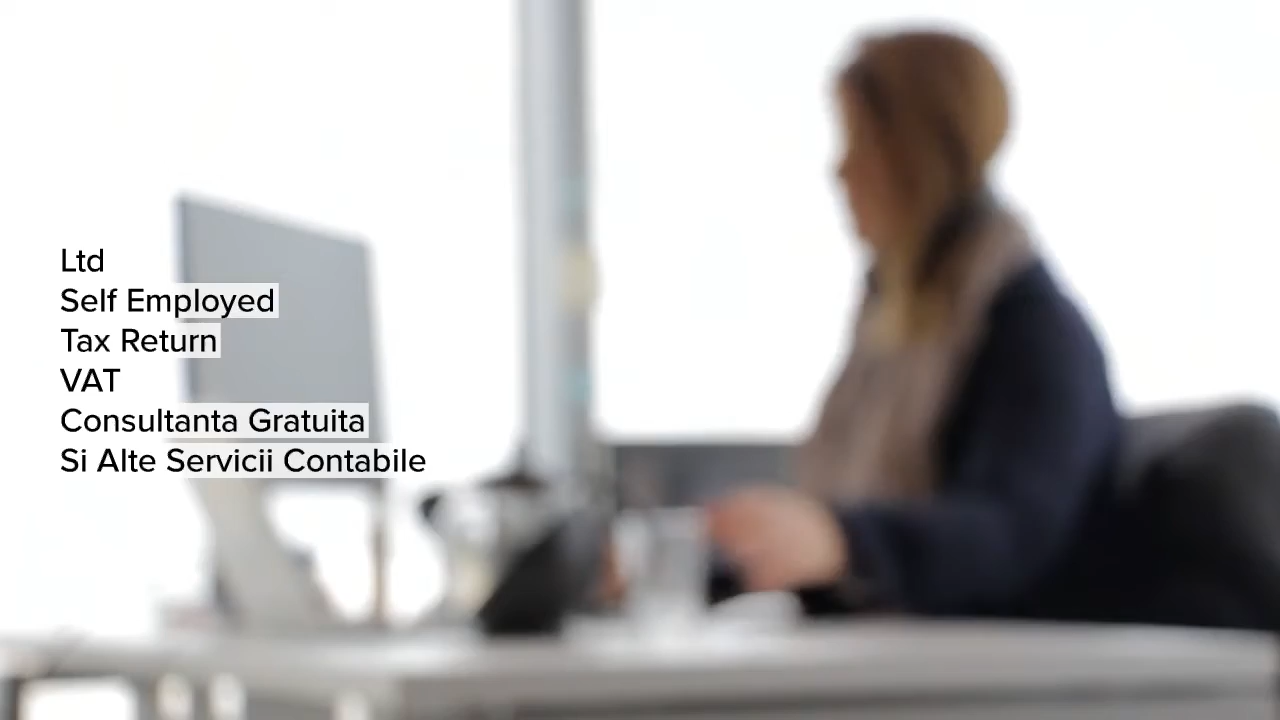 Ltd
Self Employed
Tax Return
VAT
Consultanta Gratuita
Si Alte Servicii Contabile